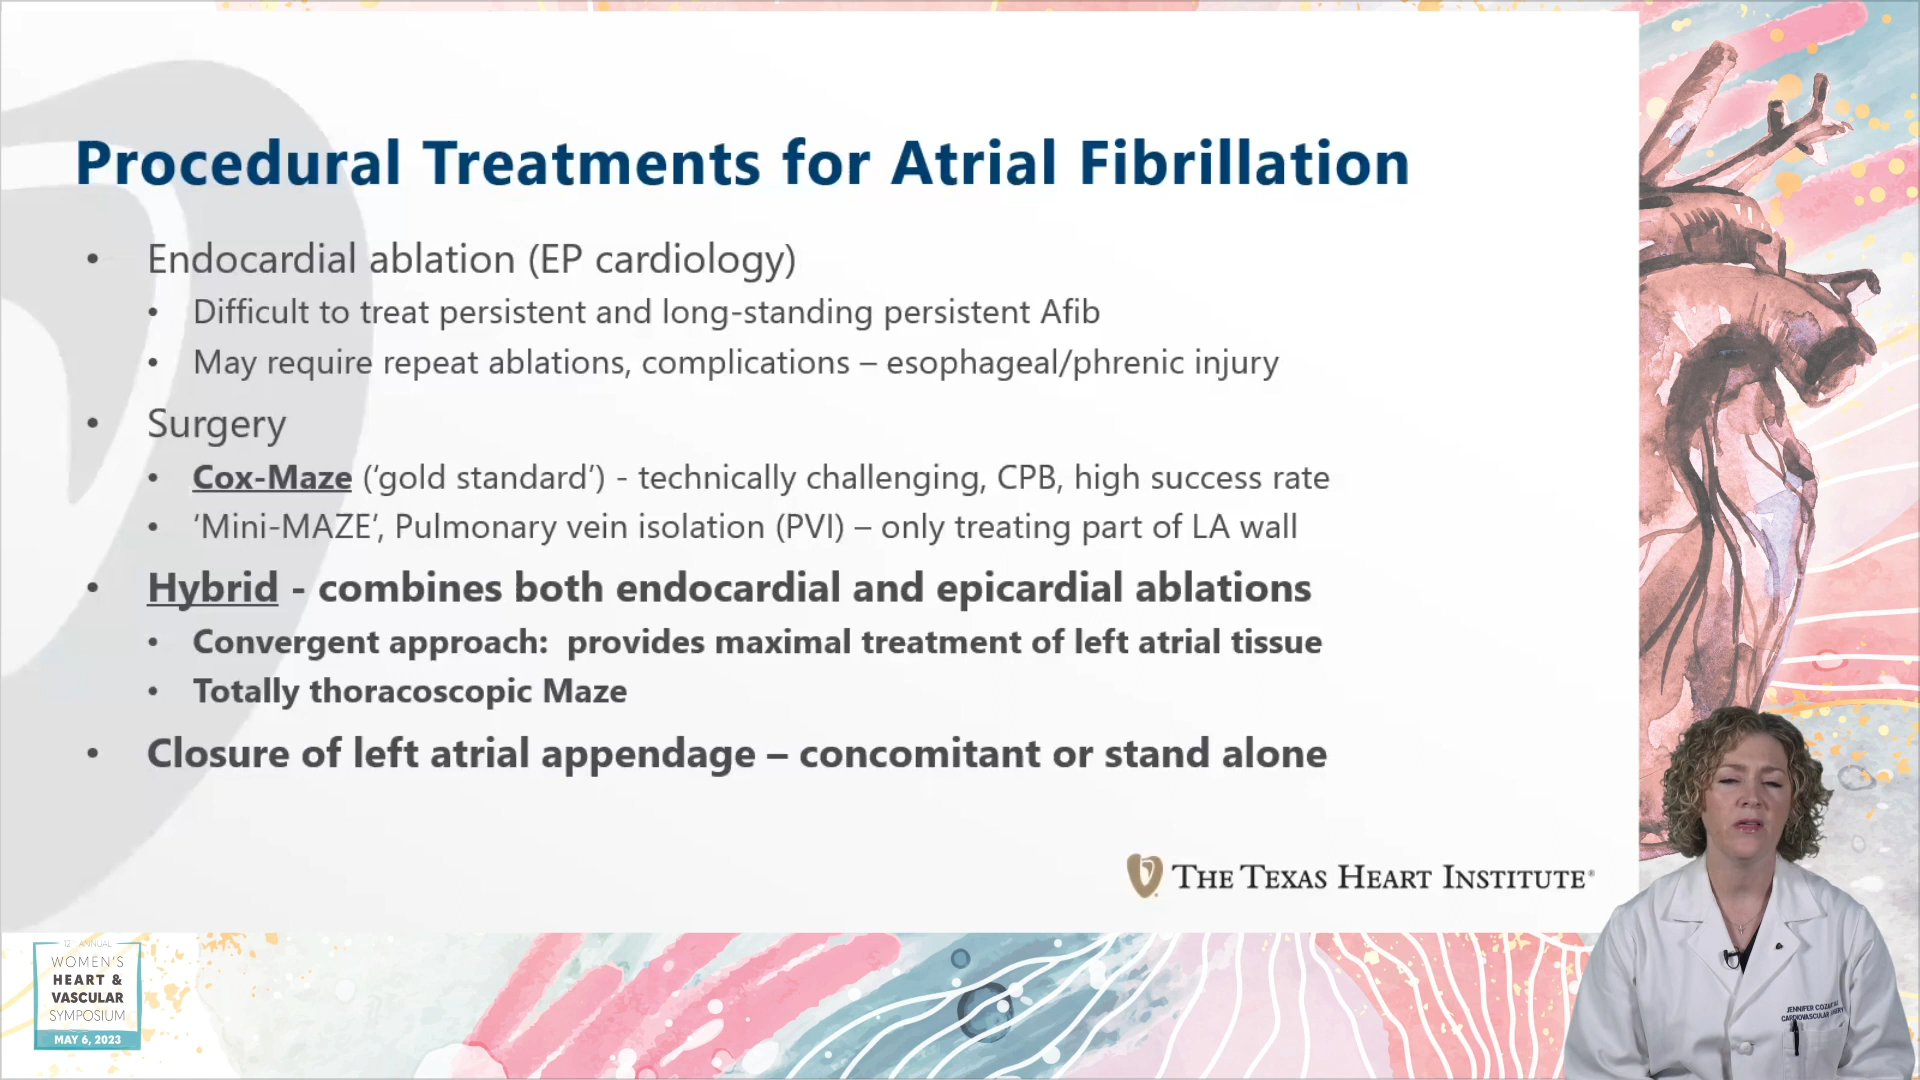 Procedural Treatments for Atrial Fibrillation
• Endocardial ablation (EP cardiology)
• Difficult to treat persistent and long-standing persistent Afib
• May require repeat ablations, complications – esophageal/phrenic injury
• Surgery
• Cox-Maze (‘gold standard’) - technically challenging, CPB, high success rate
• ‘Mini-MAZE’, Pulmonary vein isolation (PVI) – only treating part of LA wall
• Hybrid - combines both endocardial and epicardial ablations
• Convergent approach:  provides maximal treatment of left atrial tissue
• Totally thoracoscopic Maze
• Closure of left atrial appendage – concomitant or stand alone
THE TEXAS HEART INSTITUTE®
12TH ANNUAL
WOMEN'S
HEART &
VASCULAR
SYMPOSIUM
MAY 6, 2023
JENNIFER
CARDIOVASCULAR